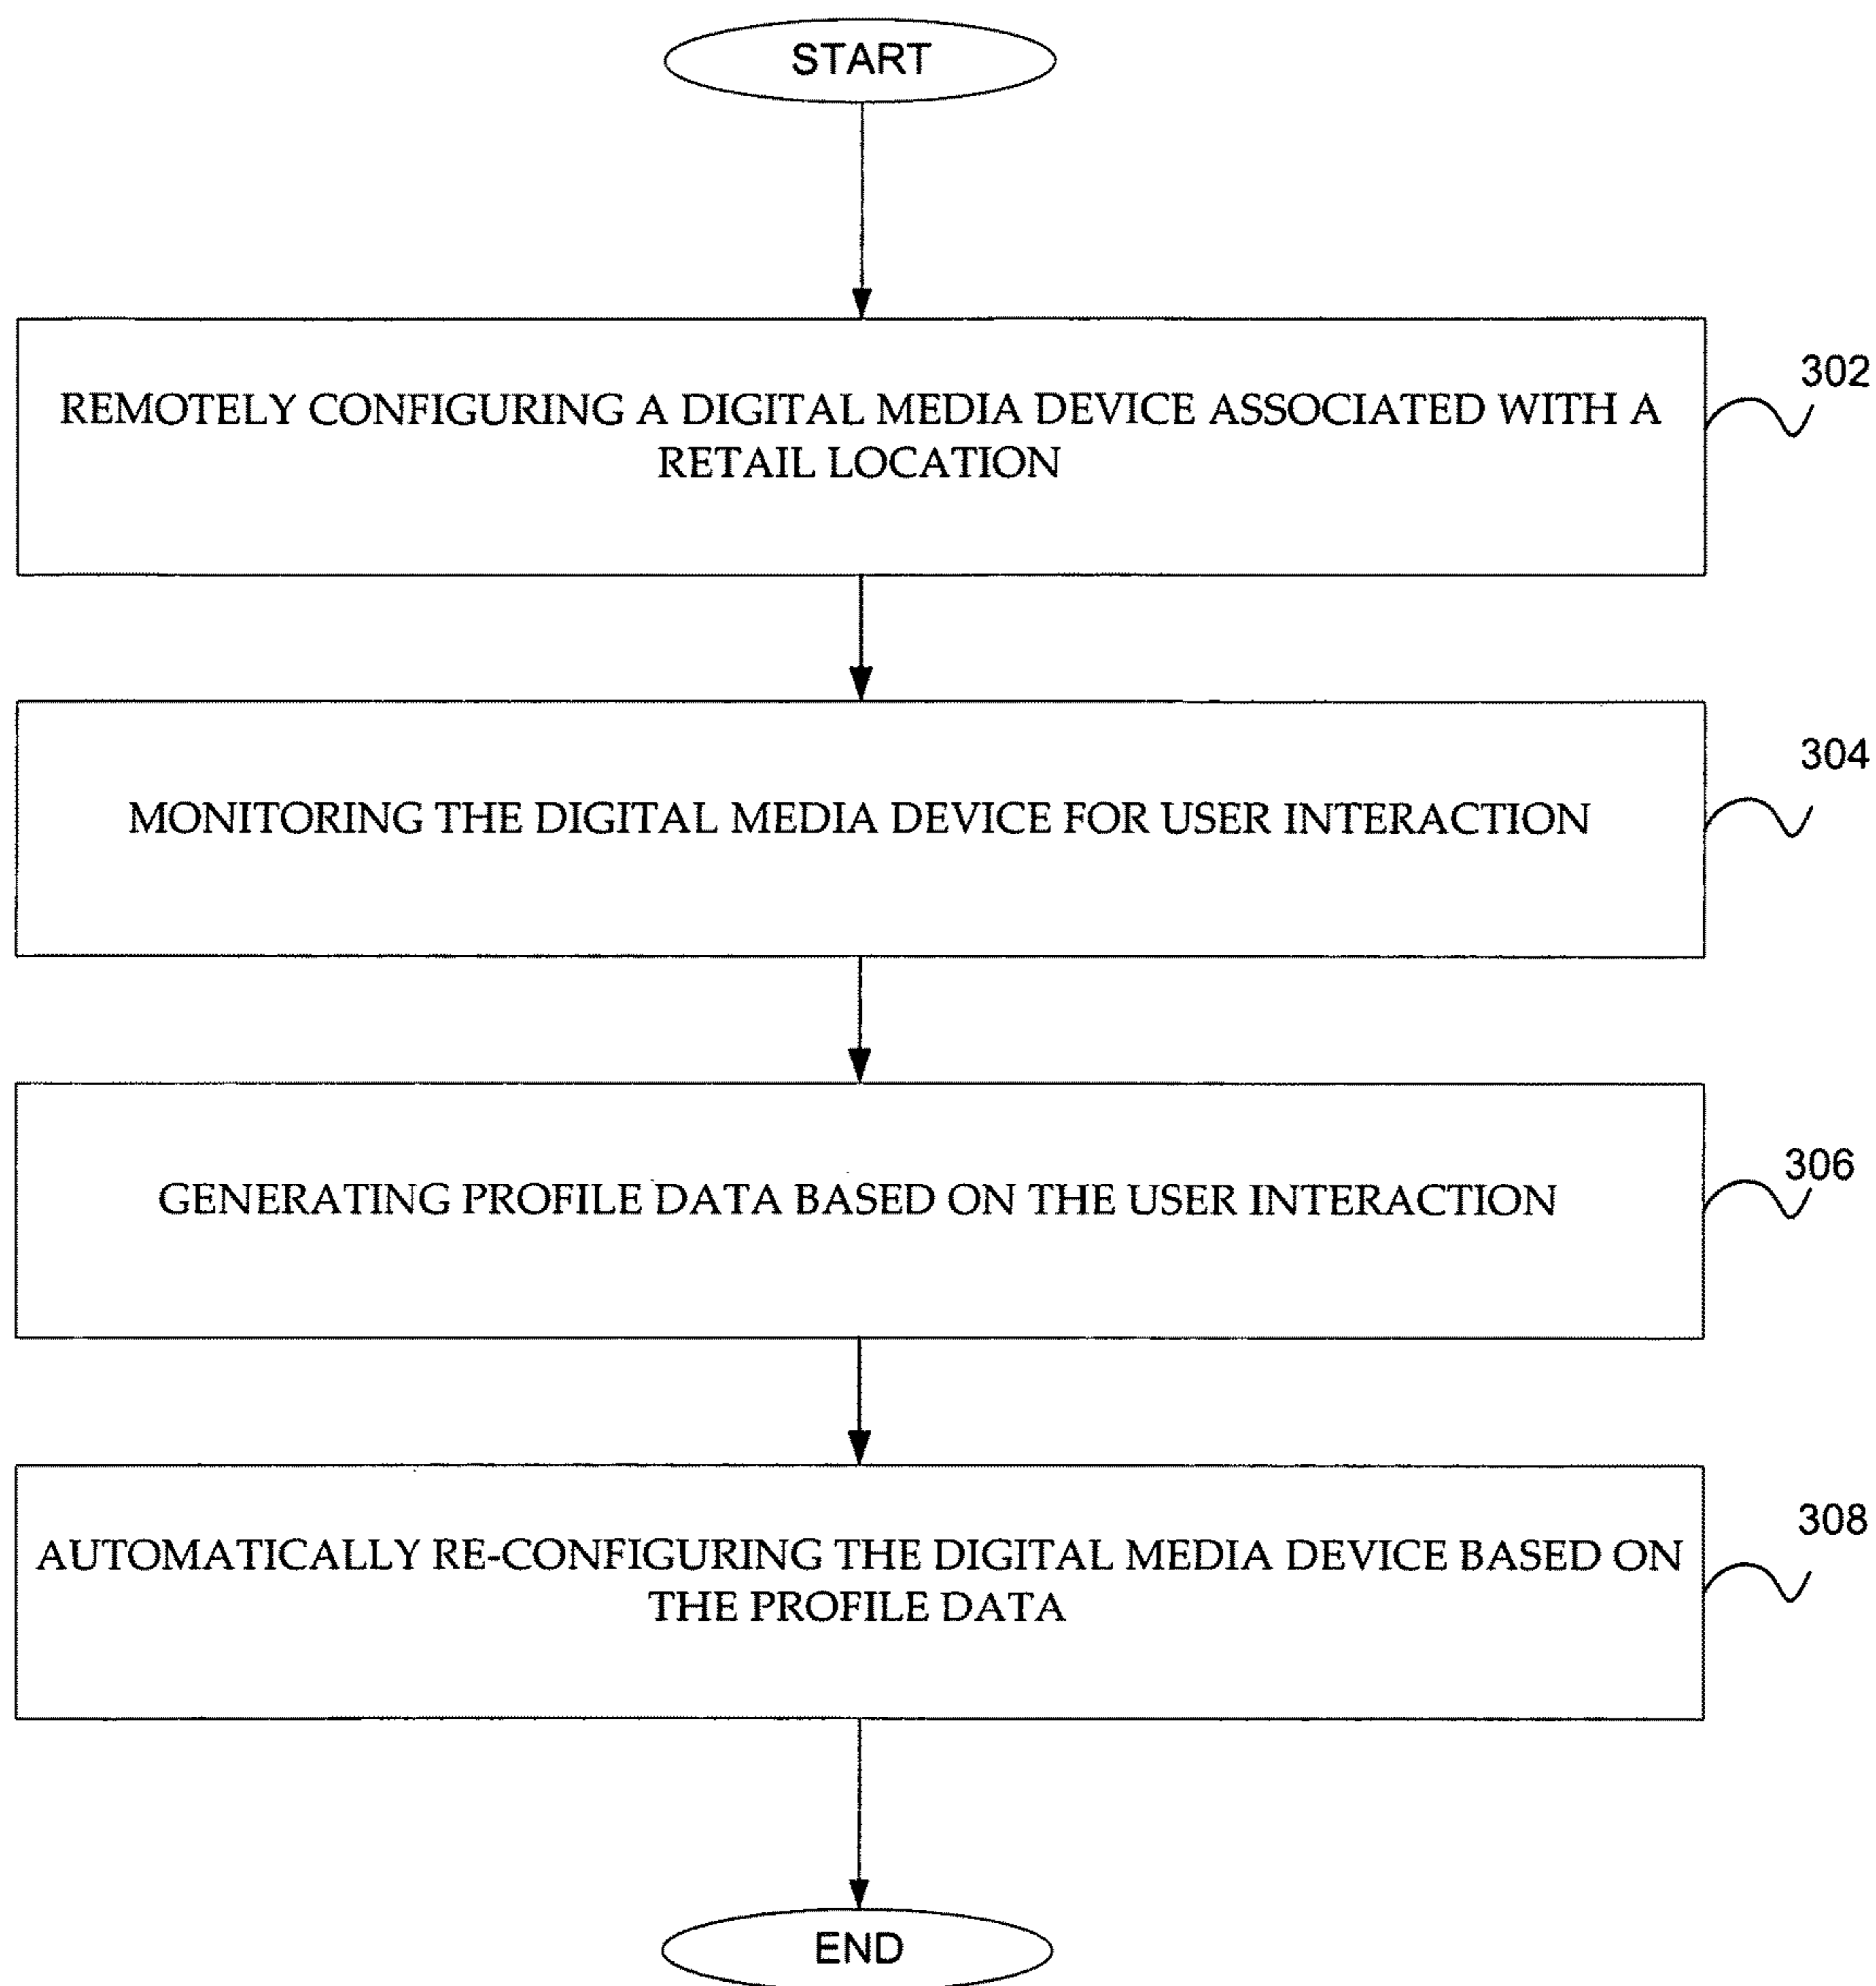 START
302
REMOTELY CONFIGURING A DIGITAL MEDIA DEVICE ASSOCIATED WITH A
RETAIL LOCATION
304
MONITORING THE DIGITAL MEDIA DEVICE FOR USER INTERACTION
306
GENERATING PROFILE DATA BASED ON THE USER INTERACTION
308
AUTOMATICALLY RE-CONFIGURING THE DIGITAL MEDIA DEVICE BASED ON
THE PROFILE DATA
END